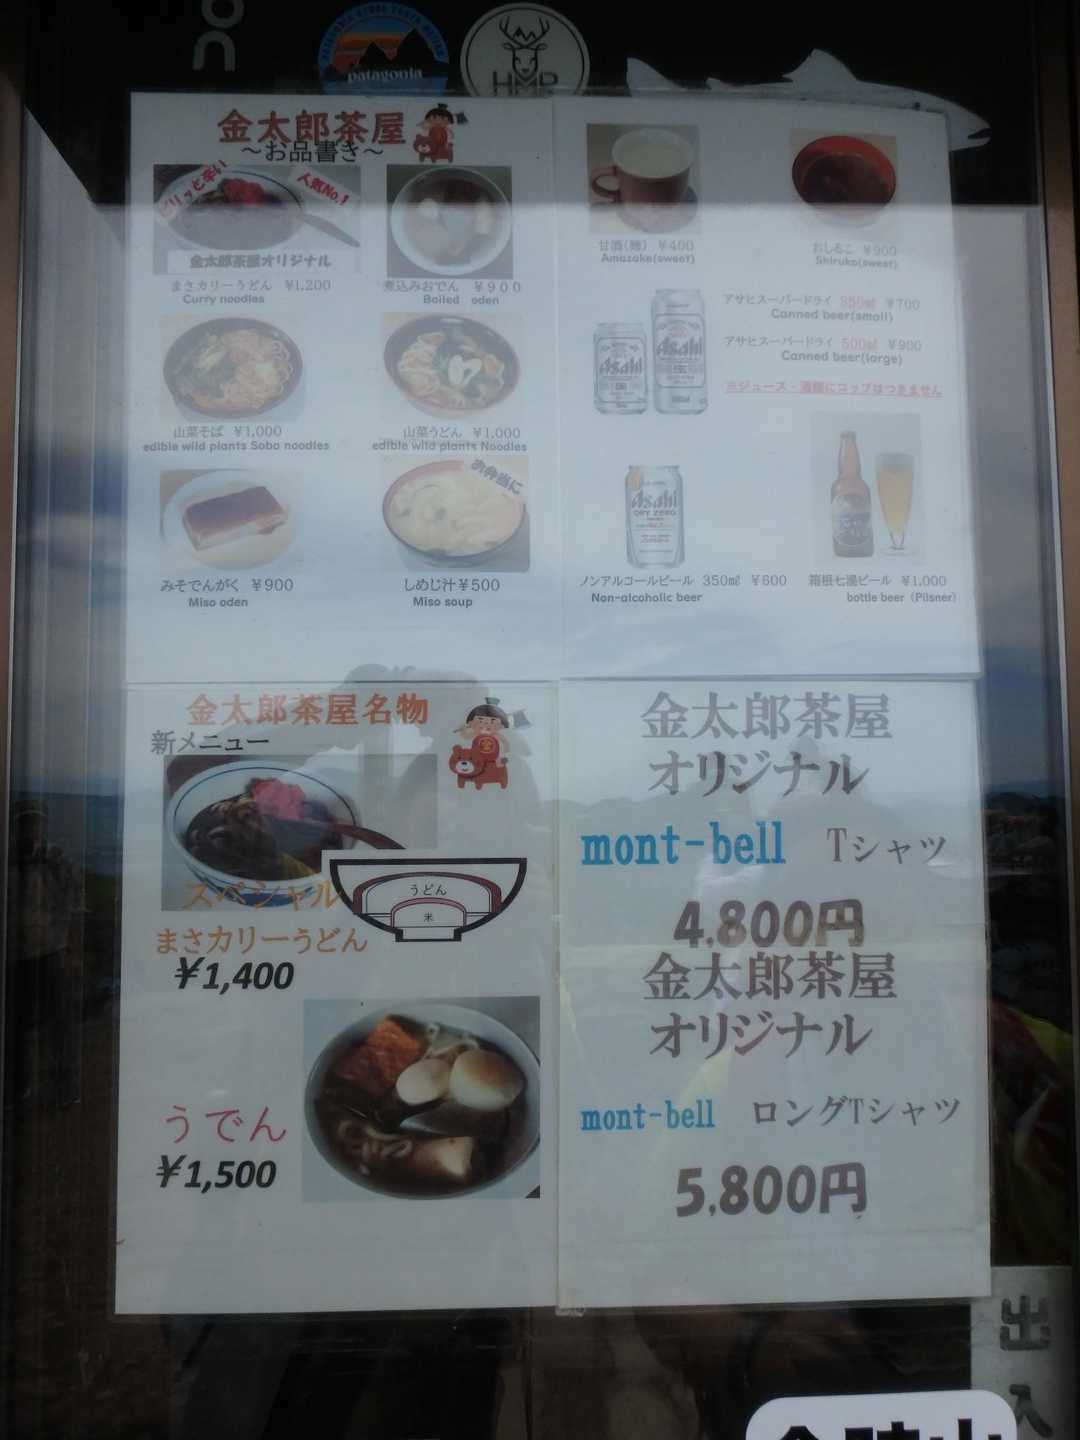 on
patagonia
HMR
金太郎茶屋
～お品書き～
ピリッと辛い
人気No.1
金太郎茶屋オリジナル
まさカリーうどん ¥1,200
Curry noodles
煮込みおでん ¥900
Boiled oden
山菜そば ¥1,000
edible wild plants Soba noodles
山菜うどん ¥1,000
edible wild plants Noodles
お弁当に
みそでんがく ¥900
Miso oden
しめじ汁¥500
Miso soup
甘酒(麹) ¥400
Amazake(sweet)
おしるこ ¥900
Shiruko(sweet)
アサヒスーパードライ 350㎖ ¥700
Canned beer(small)
アサヒスーパードライ 500㎖ ¥900
Canned beer(large)
※ジュース・酒類にコップはつきません
Asahi
Asahi
Asahi
DRY ZERO
ノンアルコールビール 350㎖ ¥600
Non-alcoholic beer
箱根七湯ビール ¥1,000
bottle beer (Pilsner)
金太郎茶屋名物
新メニュー
金
うどん
米
スペシャル
まさカリーうどん
¥1,400
うでん
¥1,500
金太郎茶屋
オリジナル
mont-bell Tシャツ
4,800円
金太郎茶屋
オリジナル
mont-bell ロングTシャツ
5,800円
出入